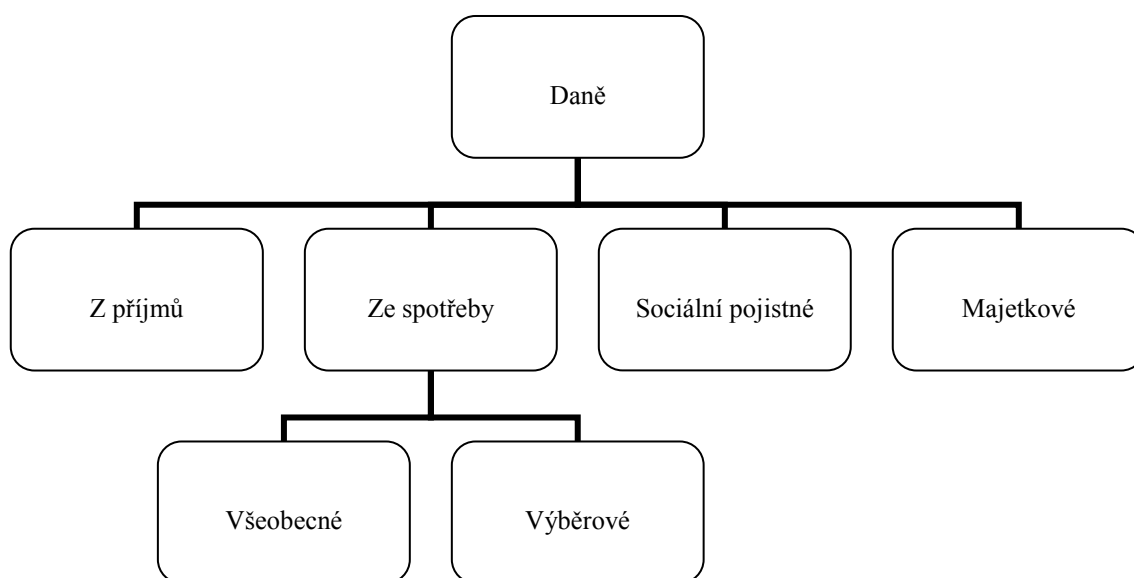 Daně
Z příjmů
Ze spotřeby
Sociální pojistné
Majetkové
Všeobecné
Výběrové